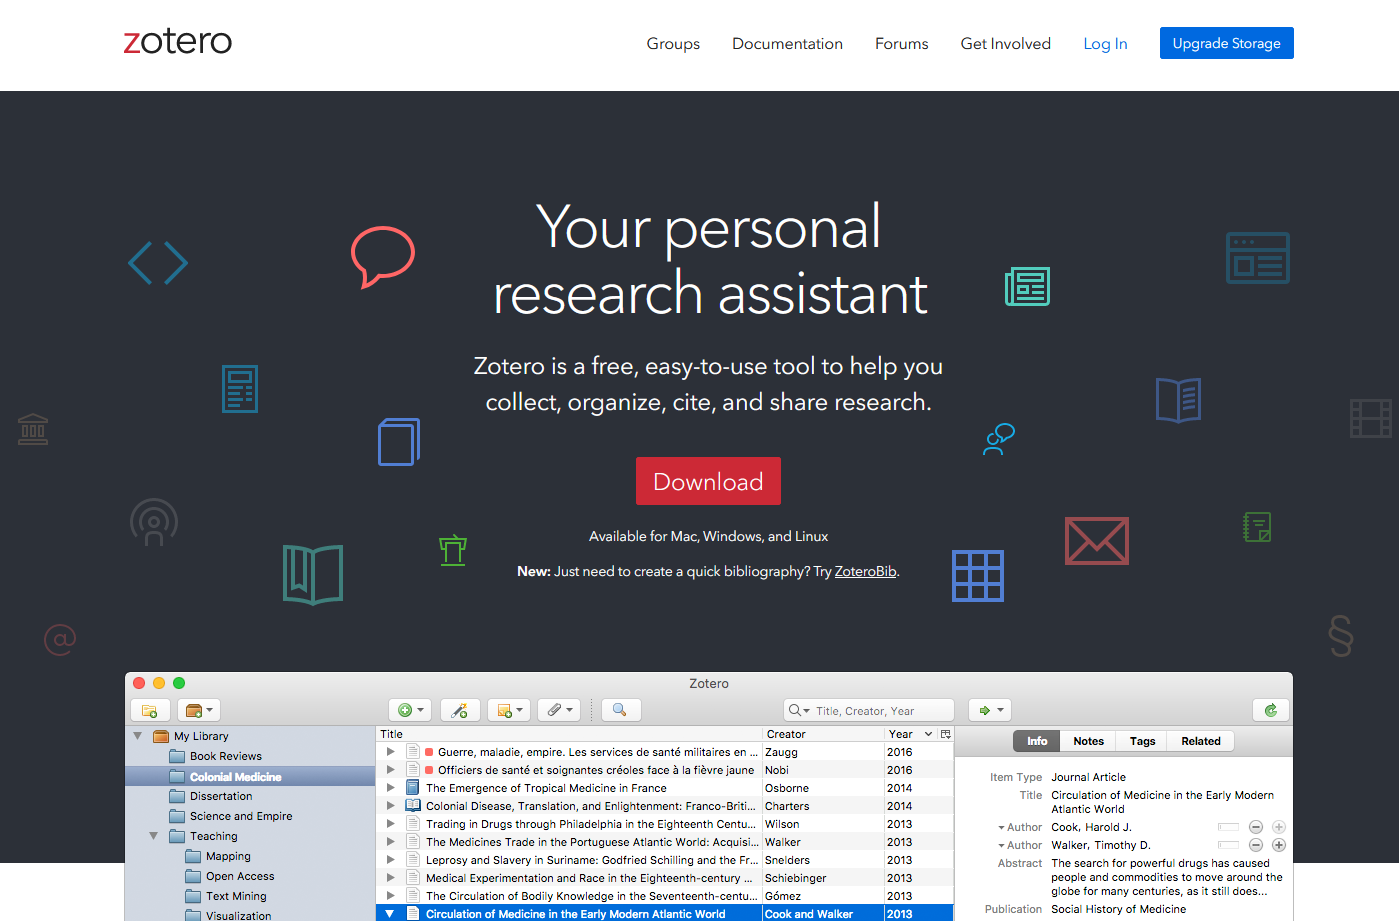 zotero
Groups
Documentation
Forums
Get Involved
Log In
Upgrade Storage
Your personal
research assistant
Zotero is a free, easy-to-use tool to help you
collect, organize, cite, and share research.
Download
Available for Mac, Windows, and Linux
New: Just need to create a quick bibliography? Try ZoteroBib.
Zotero
Title, Creator, Year
My Library
Book Reviews
Colonial Medicine
Dissertation
Science and Empire
Teaching
Mapping
Open Access
Text Mining
Visualization
Title Creator Year
Guerre, maladie, empire. Les services de santé militaires en ... Zaugg 2016
Officiers de santé et soignantes créoles face à la fièvre jaune Nobi 2016
The Emergence of Tropical Medicine in France Osborne 2014
Colonial Disease, Translation, and Enlightenment: Franco-Briti... Charters 2014
Trading in Drugs through Philadelphia in the Eighteenth Centu... Wilson 2013
The Medicines Trade in the Portuguese Atlantic World: Acquisi... Walker 2013
Leprosy and Slavery in Suriname: Godfried Schilling and the Fr... Snelders 2013
Medical Experimentation and Race in the Eighteenth-century ... Schiebinger 2013
The Circulation of Bodily Knowledge in the Seventeenth-centu... Gómez 2013
Circulation of Medicine in the Early Modern Atlantic World Cook and Walker 2013
Info Notes Tags Related
Item Type Journal Article
Title Circulation of Medicine in the Early Modern
Atlantic World
Author Cook, Harold J.
Author Walker, Timothy D.
Abstract The search for powerful drugs has caused
people and commodities to move around the
globe for many centuries, as it still does...
Publication Social History of Medicine